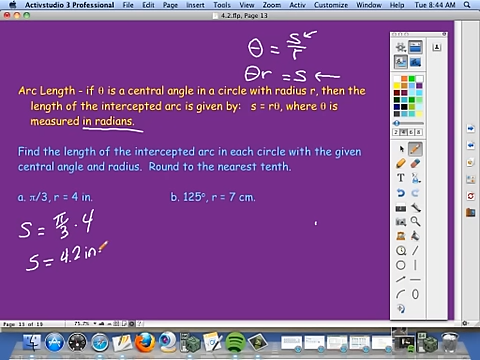 Activstudio 3 Professional File Edit View Page Insert Tools Zoom Activ Customize Window Help Tue 8:44 AM
4.2.flp, Page 13
θ = s/r
θr = s
Arc Length - if θ is a central angle in a circle with radius r, then the
length of the intercepted arc is given by: s = rθ, where θ is
measured in radians.
Find the length of the intercepted arc in each circle with the given
central angle and radius. Round to the nearest tenth.
a. π/3, r = 4 in. b. 125°, r = 7 cm.
S = π/3 · 4
S = 4.2 in